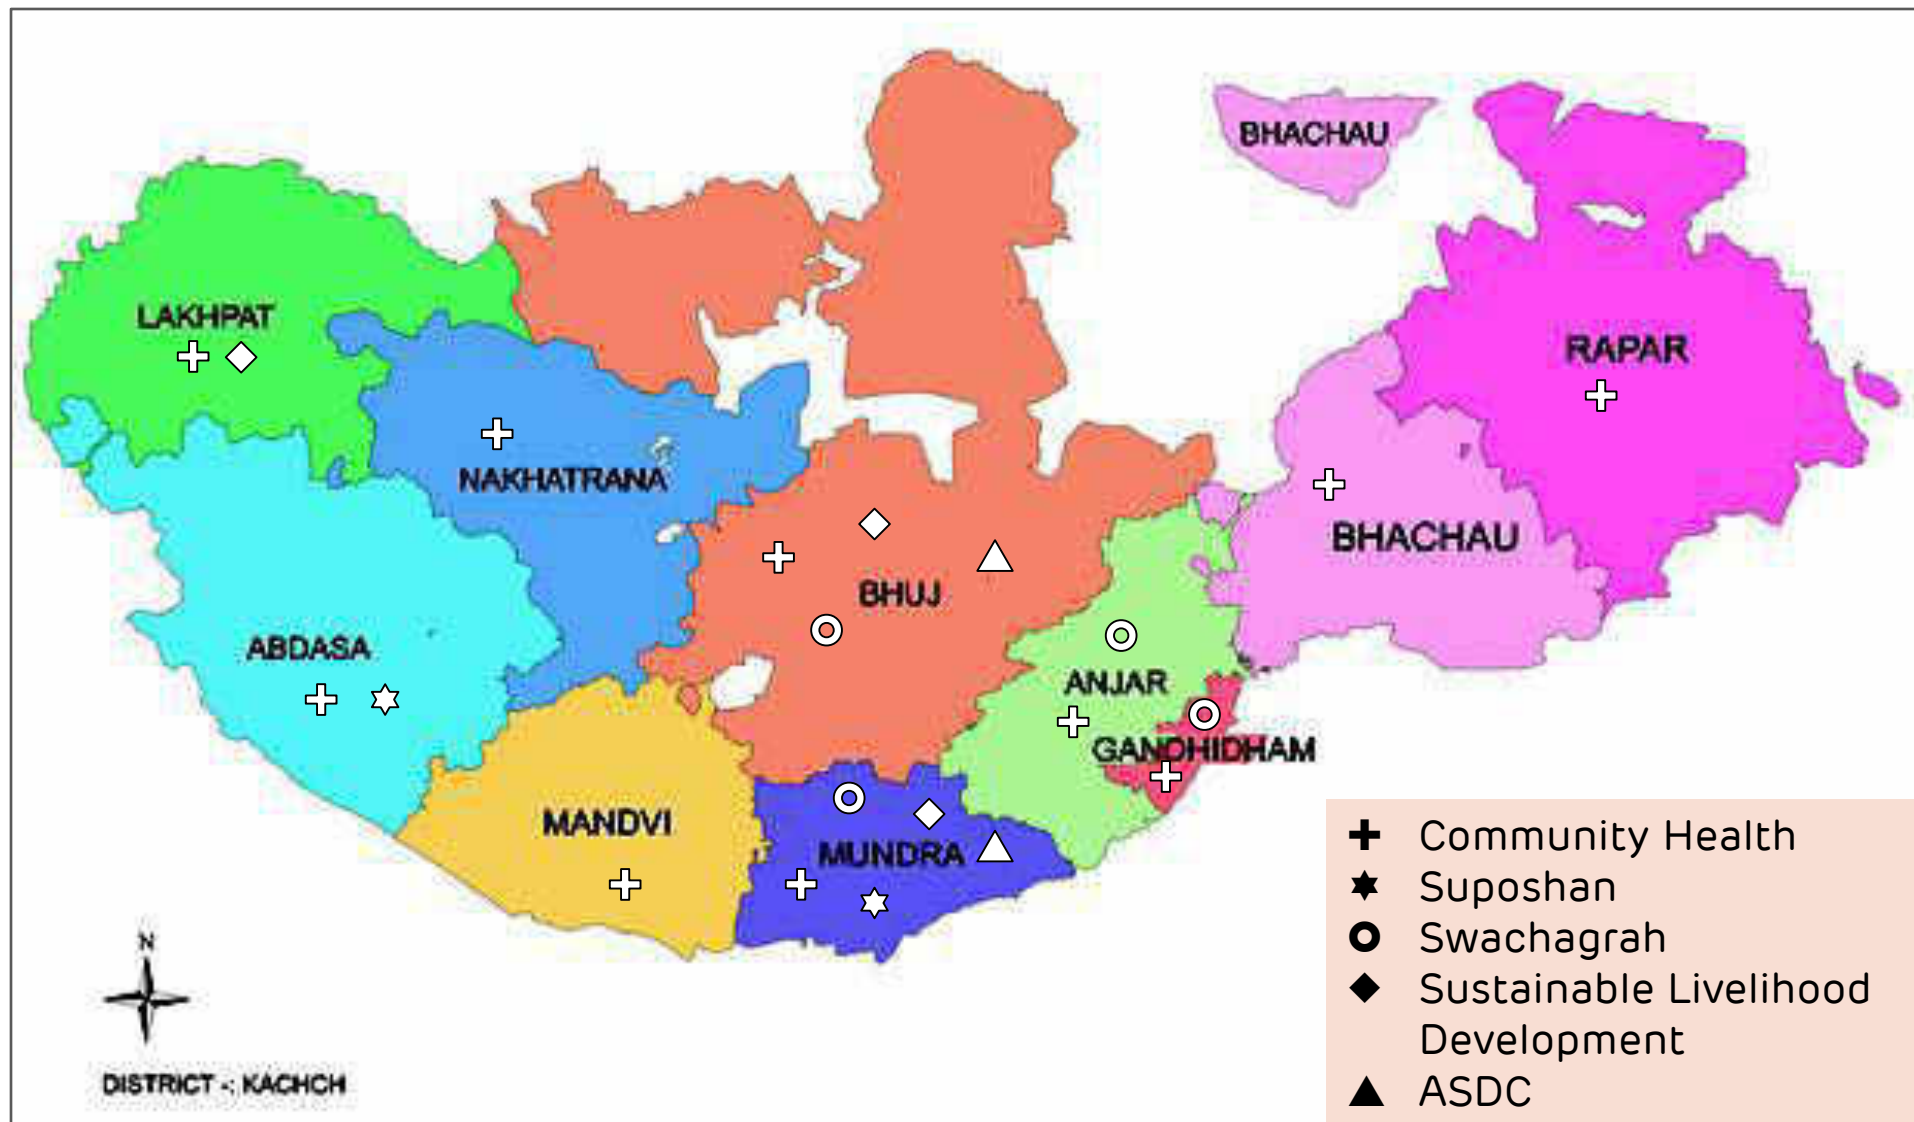 BHACHAU
LAKHPAT
RAPAR
NAKHATRANA
BHACHAU
BHUJ
ABDASA
ANJAR
GANDHIDHAM
MANDVI
MUNDRA
Community Health
Suposhan
Swachagrah
Sustainable Livelihood
Development
ASDC
N
DISTRICT -: KACHCH